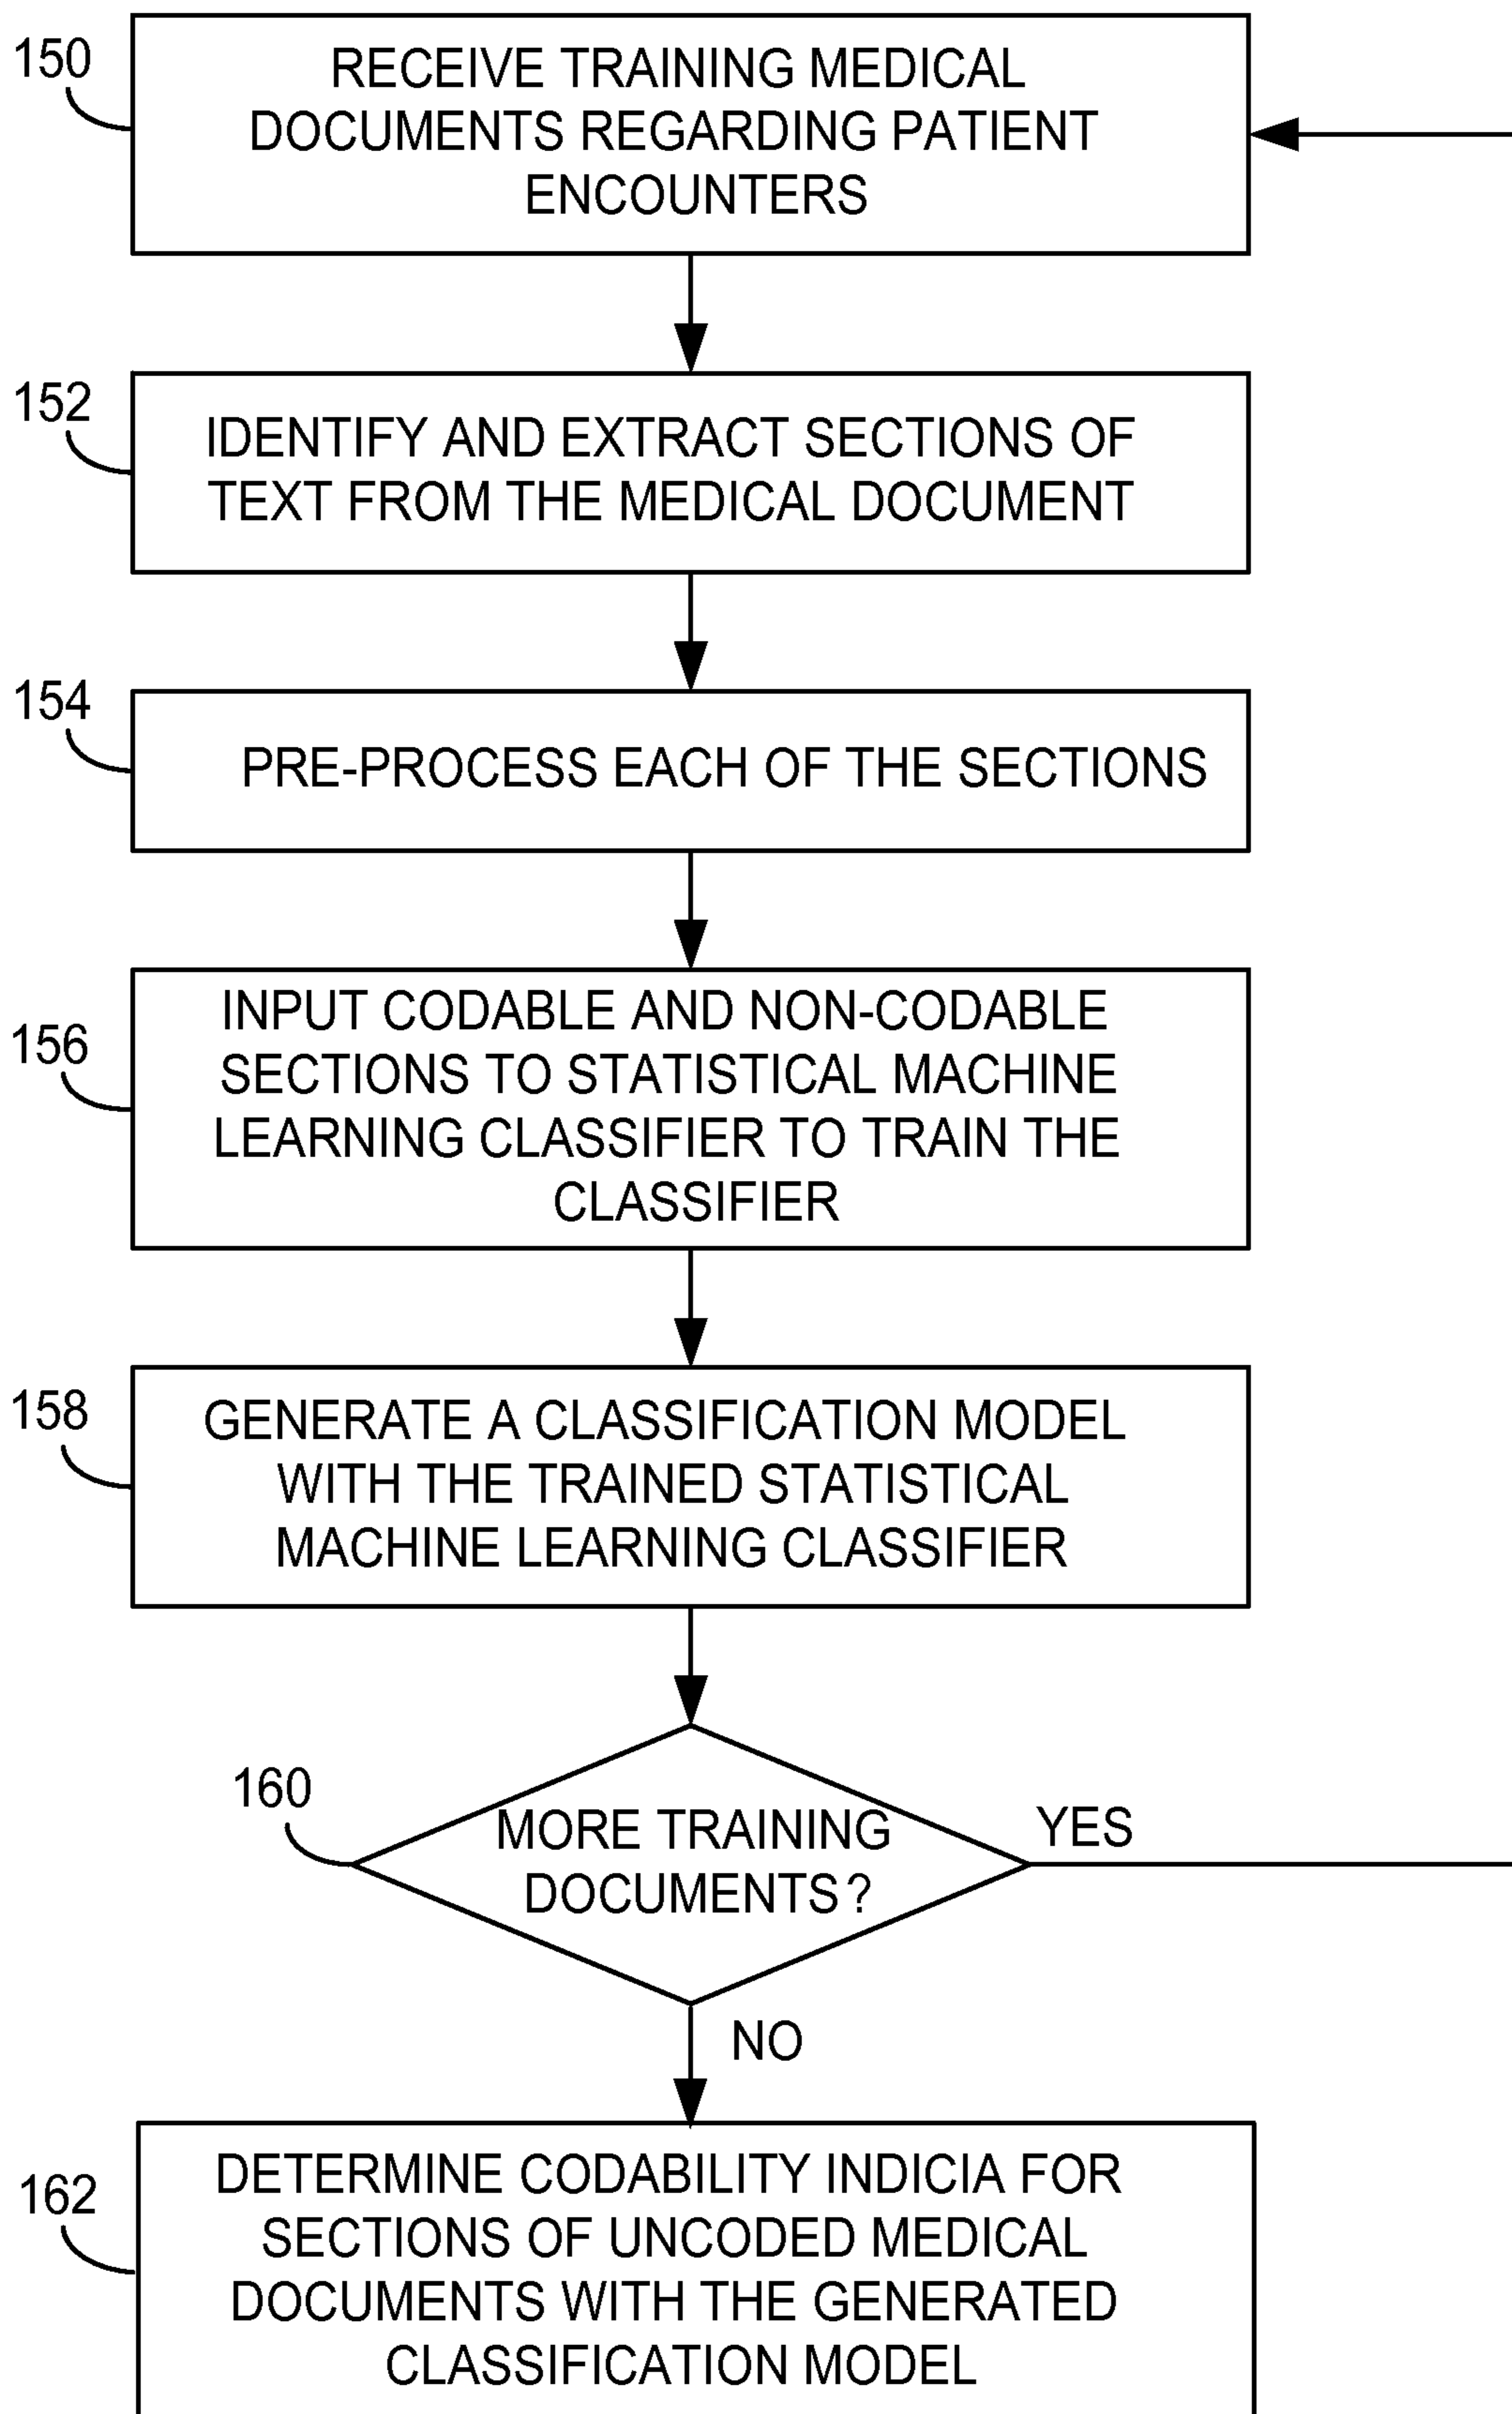 150
RECEIVE TRAINING MEDICAL
DOCUMENTS REGARDING PATIENT
ENCOUNTERS
152
IDENTIFY AND EXTRACT SECTIONS OF
TEXT FROM THE MEDICAL DOCUMENT
154
PRE-PROCESS EACH OF THE SECTIONS
156
INPUT CODABLE AND NON-CODABLE
SECTIONS TO STATISTICAL MACHINE
LEARNING CLASSIFIER TO TRAIN THE
CLASSIFIER
158
GENERATE A CLASSIFICATION MODEL
WITH THE TRAINED STATISTICAL
MACHINE LEARNING CLASSIFIER
160
MORE TRAINING
DOCUMENTS?
YES
NO
162
DETERMINE CODABILITY INDICIA FOR
SECTIONS OF UNCODED MEDICAL
DOCUMENTS WITH THE GENERATED
CLASSIFICATION MODEL